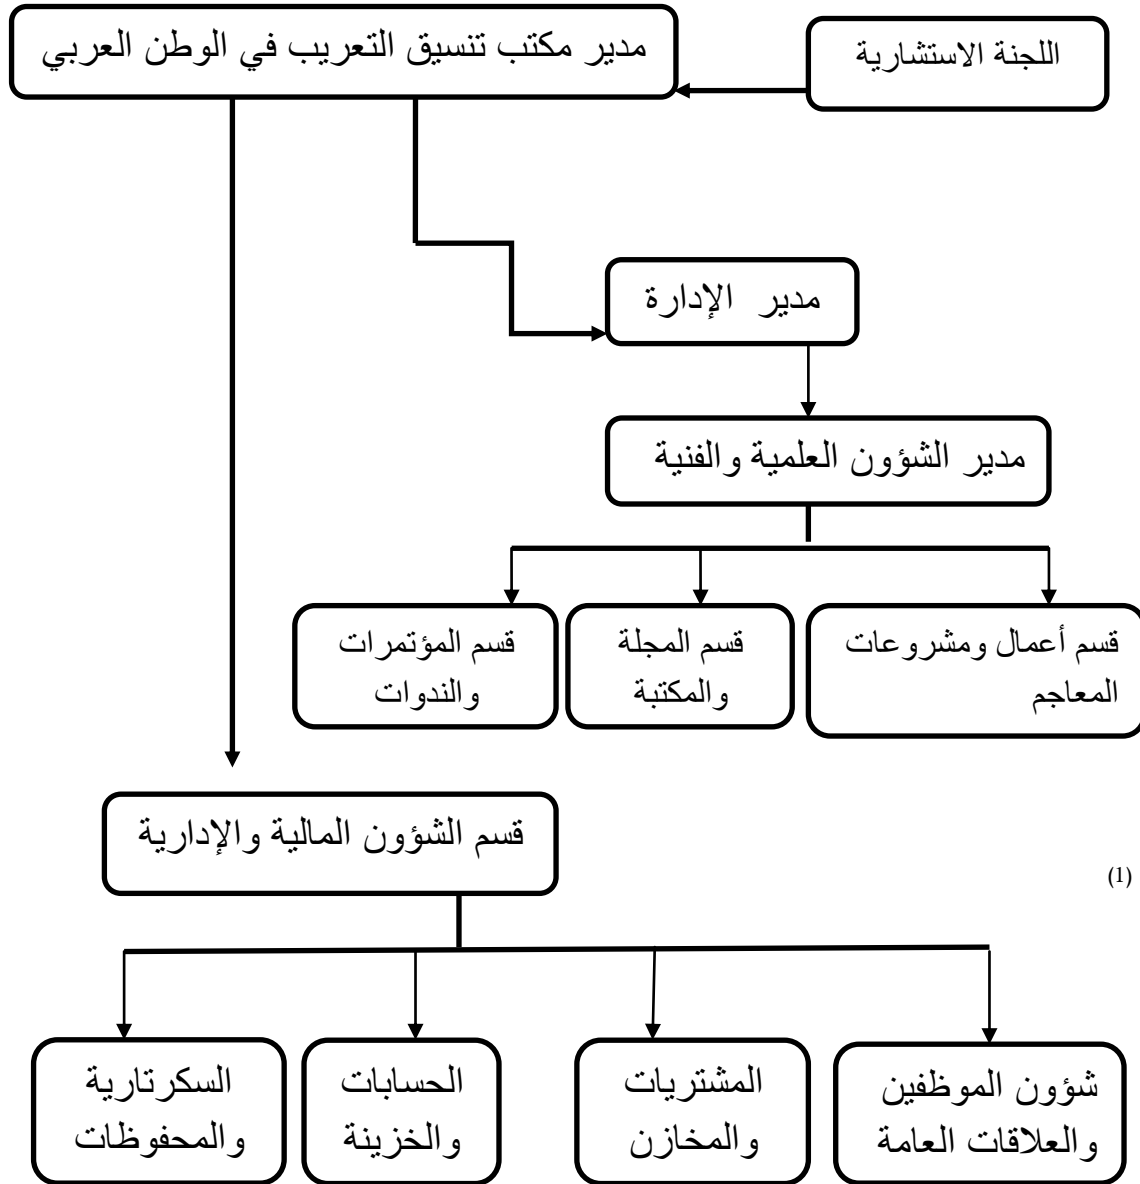 اللجنة الاستشارية
مدير مكتب تنسيق التعريب في الوطن العربي
مدير الإدارة
مدير الشؤون العلمية والفنية
قسم أعمال ومشروعات
المعاجم
قسم المجلة
والمكتبة
قسم المؤتمرات
والندوات
قسم الشؤون المالية والإدارية
(1)
شؤون الموظفين
والعلاقات العامة
المشتريات
والمخازن
الحسابات
والخزينة
السكرتارية
والمحفوظات